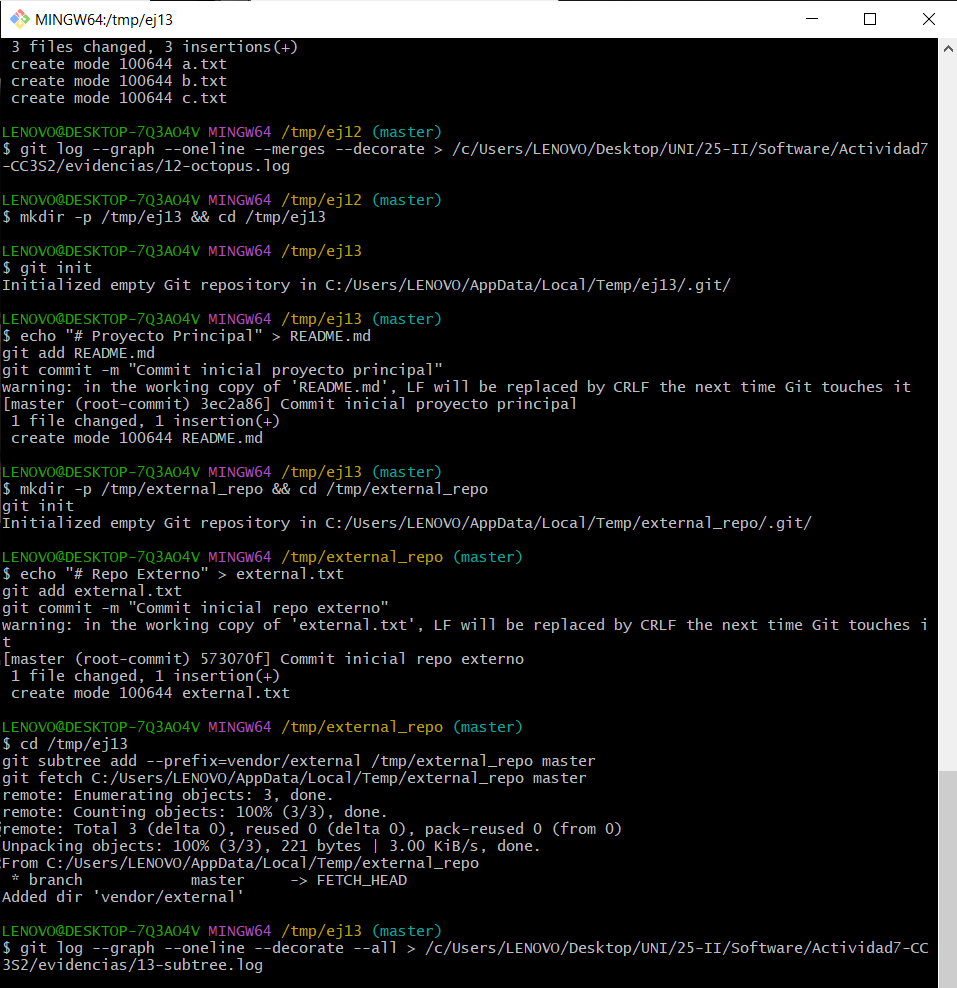 MINGW64:/tmp/ej13
 3 files changed, 3 insertions(+)
 create mode 100644 a.txt
 create mode 100644 b.txt
 create mode 100644 c.txt
LENOVO@DESKTOP-7Q3AO4V MINGW64 /tmp/ej12 (master)
$ git log --graph --oneline --merges --decorate > /c/Users/LENOVO/Desktop/UNI/25-II/Software/Actividad7
-CC3S2/evidencias/12-octopus.log
LENOVO@DESKTOP-7Q3AO4V MINGW64 /tmp/ej12 (master)
$ mkdir -p /tmp/ej13 && cd /tmp/ej13
LENOVO@DESKTOP-7Q3AO4V MINGW64 /tmp/ej13
$ git init
Initialized empty Git repository in C:/Users/LENOVO/AppData/Local/Temp/ej13/.git/
LENOVO@DESKTOP-7Q3AO4V MINGW64 /tmp/ej13 (master)
$ echo "# Proyecto Principal" > README.md
git add README.md
git commit -m "Commit inicial proyecto principal"
warning: in the working copy of 'README.md', LF will be replaced by CRLF the next time Git touches it
[master (root-commit) 3ec2a86] Commit inicial proyecto principal
 1 file changed, 1 insertion(+)
 create mode 100644 README.md
LENOVO@DESKTOP-7Q3AO4V MINGW64 /tmp/ej13 (master)
$ mkdir -p /tmp/external_repo && cd /tmp/external_repo
git init
Initialized empty Git repository in C:/Users/LENOVO/AppData/Local/Temp/external_repo/.git/
LENOVO@DESKTOP-7Q3AO4V MINGW64 /tmp/external_repo (master)
$ echo "# Repo Externo" > external.txt
git add external.txt
git commit -m "Commit inicial repo externo"
warning: in the working copy of 'external.txt', LF will be replaced by CRLF the next time Git touches i
t
[master (root-commit) 573070f] Commit inicial repo externo
 1 file changed, 1 insertion(+)
 create mode 100644 external.txt
LENOVO@DESKTOP-7Q3AO4V MINGW64 /tmp/external_repo (master)
$ cd /tmp/ej13
git subtree add --prefix=vendor/external /tmp/external_repo master
git fetch C:/Users/LENOVO/AppData/Local/Temp/external_repo master
remote: Enumerating objects: 3, done.
remote: Counting objects: 100% (3/3), done.
remote: Total 3 (delta 0), reused 0 (delta 0), pack-reused 0 (from 0)
Unpacking objects: 100% (3/3), 221 bytes | 3.00 KiB/s, done.
From C:/Users/LENOVO/AppData/Local/Temp/external_repo
 * branch            master     -> FETCH_HEAD
Added dir 'vendor/external'
LENOVO@DESKTOP-7Q3AO4V MINGW64 /tmp/ej13 (master)
$ git log --graph --oneline --decorate --all > /c/Users/LENOVO/Desktop/UNI/25-II/Software/Actividad7-CC
3S2/evidencias/13-subtree.log